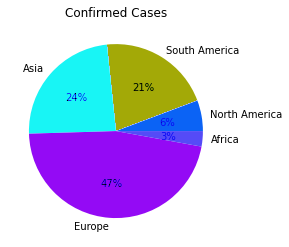 Confirmed Cases
South America
Asia
21%
24%
North America
6%
3%
Africa
47%
Europe